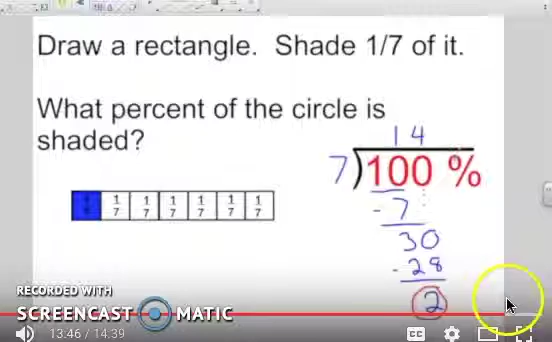 Draw a rectangle. Shade 1/7 of it.
What percent of the circle is
shaded?
14
7)100 %
- 7
30
- 28
2
1/7 1/7 1/7 1/7 1/7 1/7
RECORDED WITH
SCREENCAST MATIC
13:46 / 14:39
CC